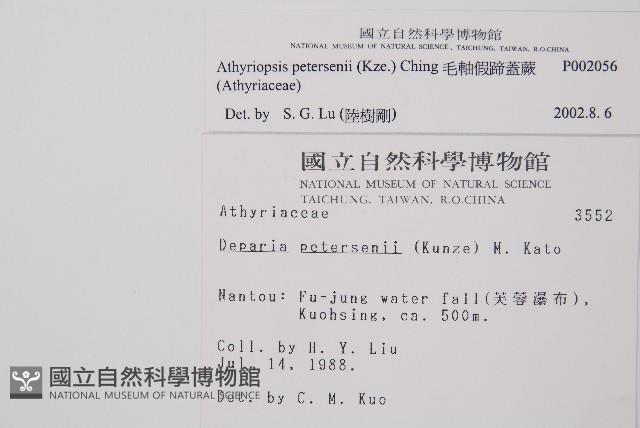 國立自然科學博物館
NATIONAL MUSEUM OF NATURAL SCIENCE, TAICHUNG, TAIWAN, R.O.CHINA
Athyriopsis petersenii (Kze.) Ching 毛軸假蹄蓋蕨 P002056
(Athyriaceae)
Det. by S. G. Lu (陸樹剛) 2002.8. 6
國立自然科學博物館
NATIONAL MUSEUM OF NATURAL SCIENCE
TAICHUNG, TAIWAN, R.O.CHINA
Athyriaceae 3552
Deparia petersenii (Kunze) M. Kato
Nantou: Fu-jung water fall(芙蓉瀑布),
Kuohsing, ca. 500m.
Coll. by H. Y. Liu
Jul. 14, 1988.
國立自然科學博物館
NATIONAL MUSEUM OF NATURAL SCIENCE
Det. by C. M. Kuo